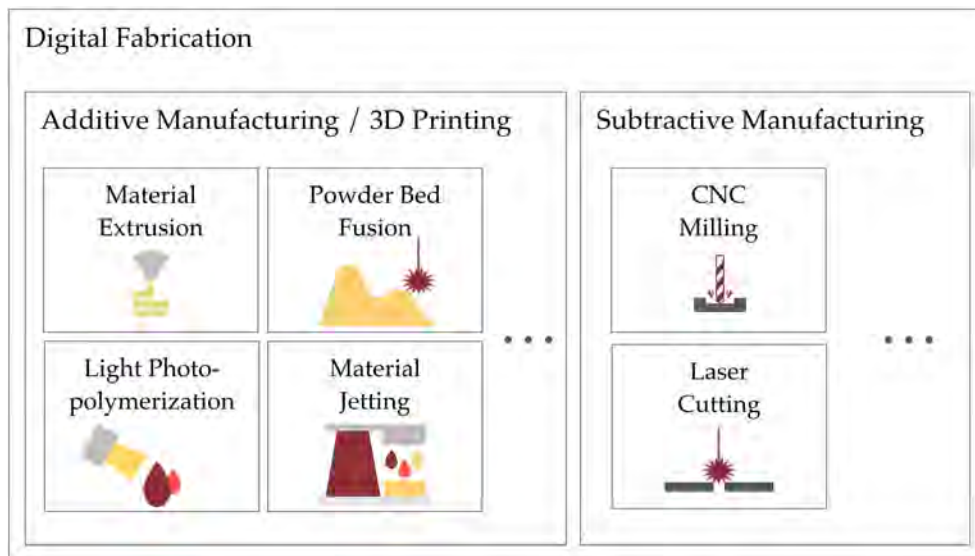 Digital Fabrication
Additive Manufacturing / 3D Printing
Material
Extrusion
Powder Bed
Fusion
Light Photo-
polymerization
Material
Jetting
...
Subtractive Manufacturing
CNC
Milling
Laser
Cutting
...